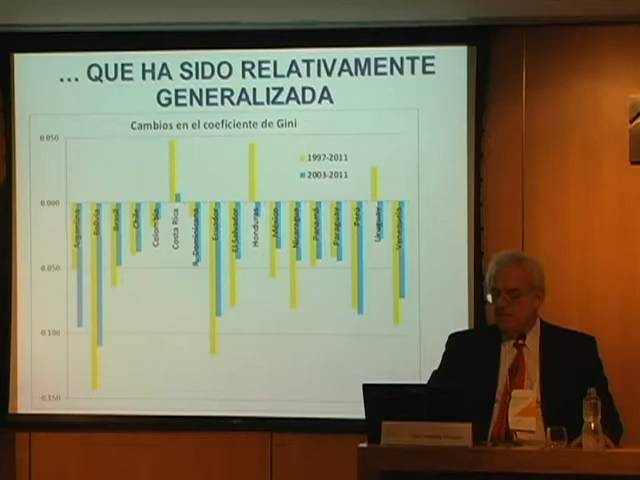 ... QUE HA SIDO RELATIVAMENTE
GENERALIZADA
Cambios en el coeficiente de Gini
0.050
1997-2011
2003-2011
0.000
Argentina
Bolivia
Brasil
Chile
Colombia
Costa Rica
R. Dominicana
Ecuador
El Salvador
Honduras
México
Nicaragua
Panamá
Paraguay
Perú
Uruguay
Venezuela
-0.050
-0.100
-0.150